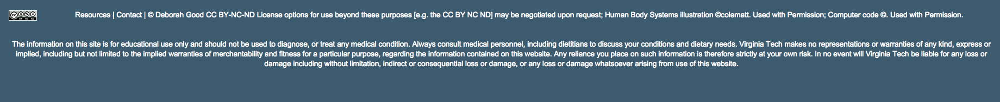 Resources | Contact | © Deborah Good CC BY-NC-ND License options for use beyond these purposes [e.g. the CC BY NC ND] may be negotiated upon request; Human Body Systems illustration ©colematt. Used with Permission; Computer code ©. Used with Permission.
The information on this site is for educational use only and should not be used to diagnose, or treat any medical condition. Always consult medical personnel, including dietitians to discuss your conditions and dietary needs. Virginia Tech makes no representations or warranties of any kind, express or
implied, including but not limited to the implied warranties of merchantability and fitness for a particular purpose, regarding the information contained on this website. Any reliance you place on such information is therefore strictly at your own risk. In no event will Virginia Tech be liable for any loss or
damage including without limitation, indirect or consequential loss or damage, or any loss or damage whatsoever arising from use of this website.